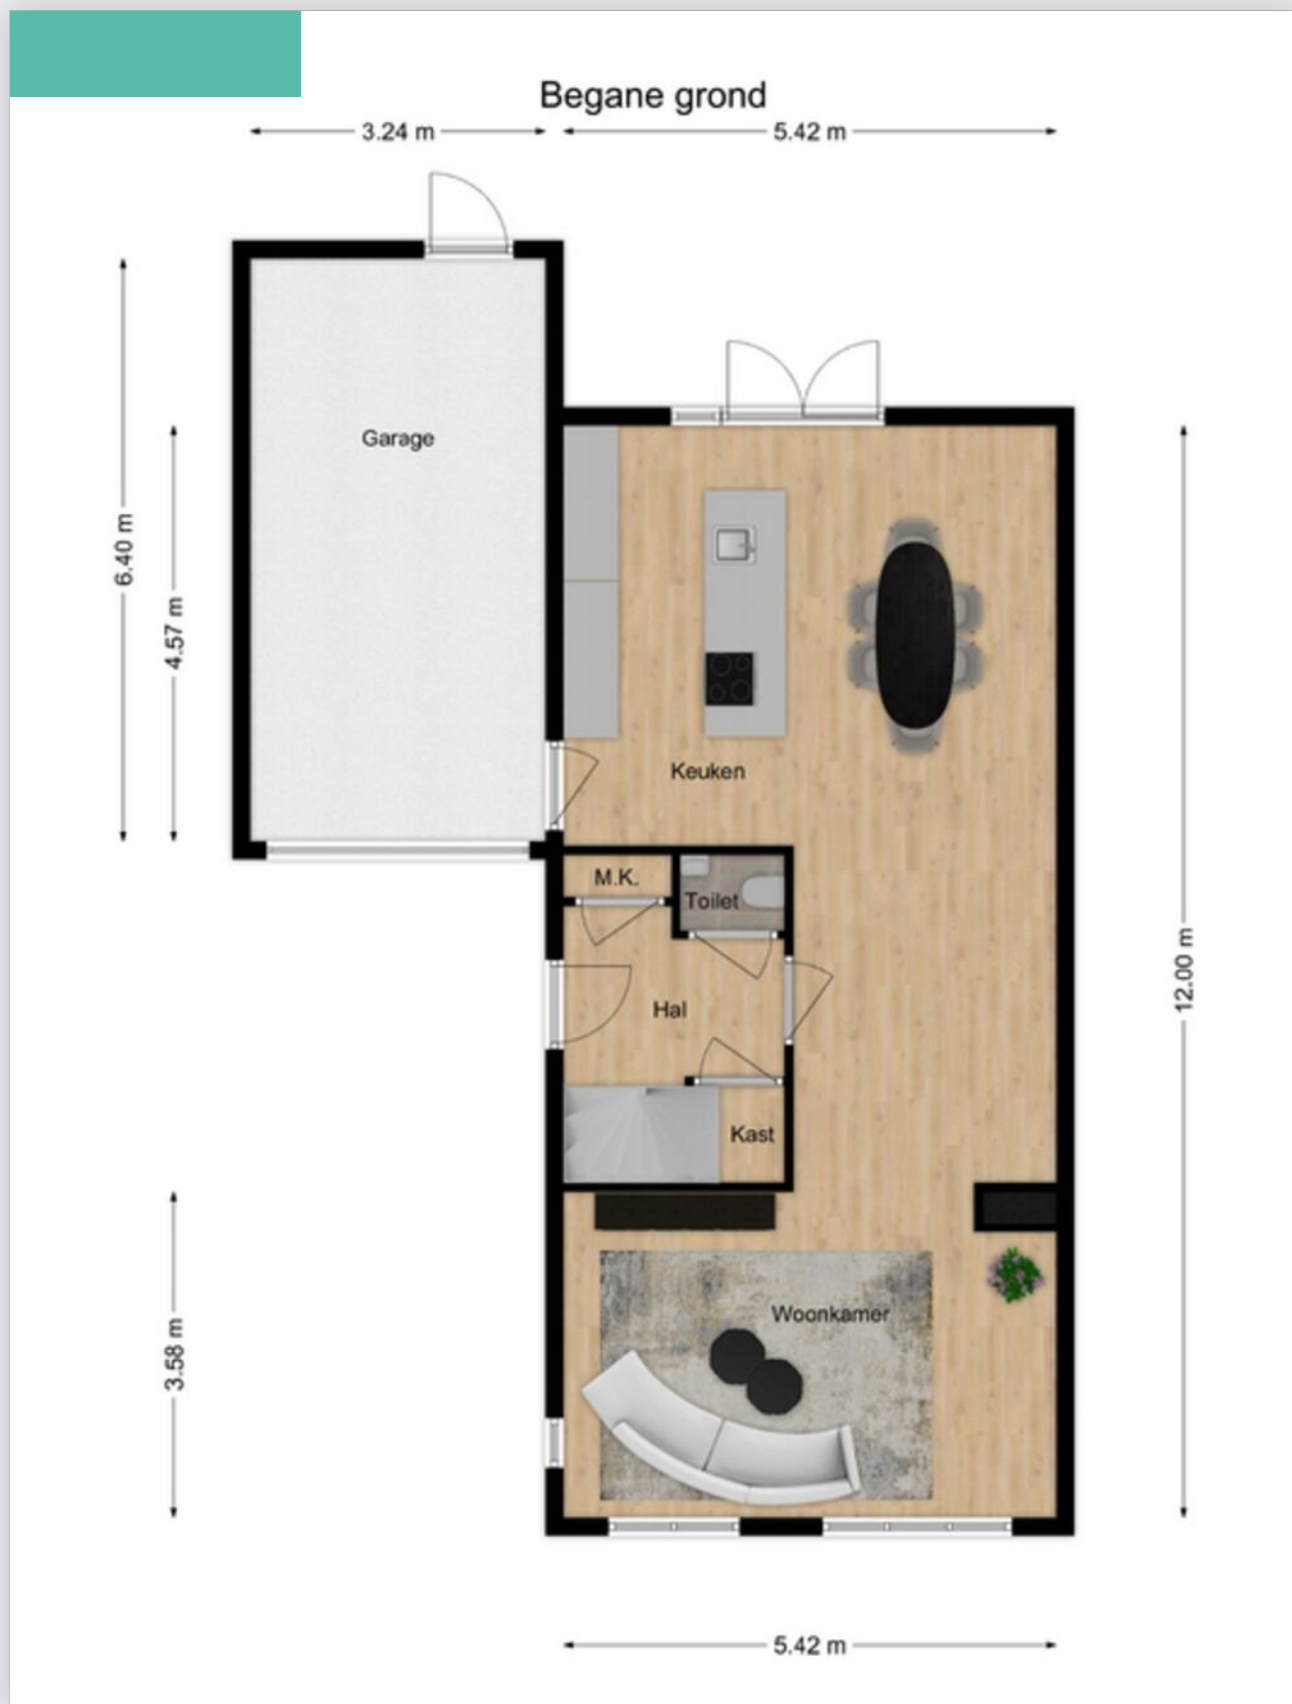 Begane grond
3.24 m
5.42 m
Garage
6.40 m
4.57 m
Keuken
M.K.
Toilet
12.00 m
Hal
Kast
Woonkamer
3.58 m
5.42 m